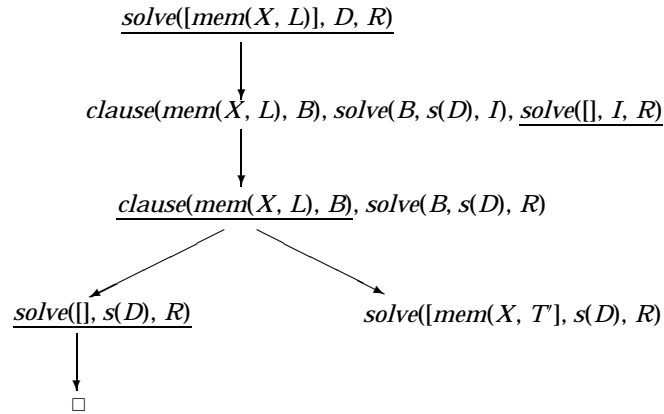 solve([mem(X, L)], D, R)
clause(mem(X, L), B), solve(B, s(D), I), solve([], I, R)
clause(mem(X, L), B), solve(B, s(D), R)
solve([], s(D), R) solve([mem(X, T'], s(D), R)
□